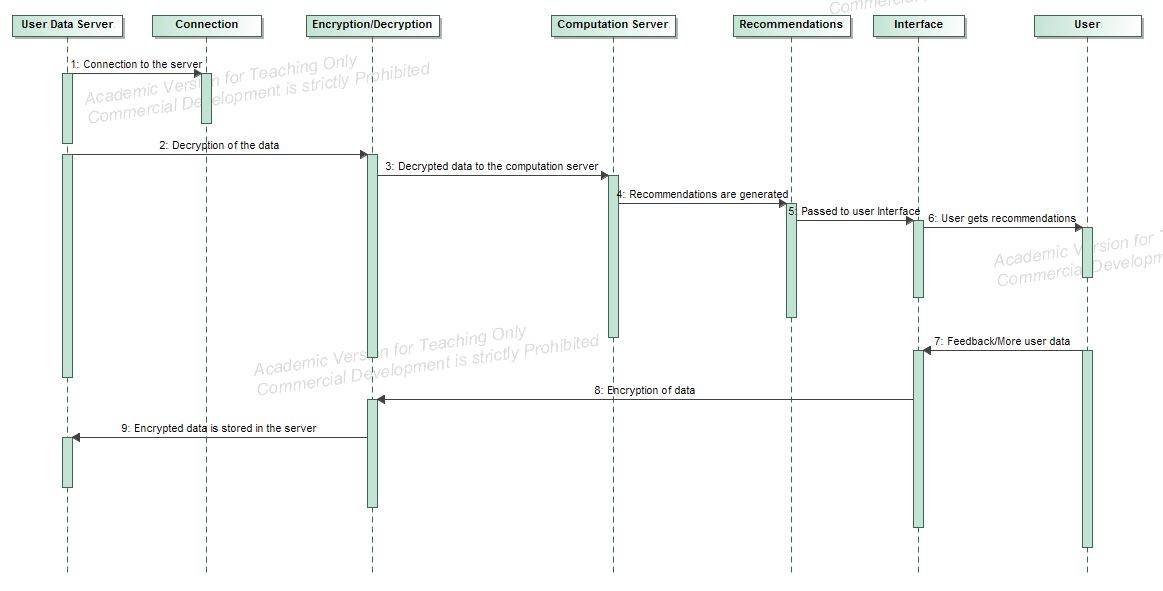 Commercial De
User Data Server
Connection
Encryption/Decryption
Computation Server
Recommendations
Interface
User
1: Connection to the server
Academic Version for Teaching Only
Commercial Development is strictly Prohibited
2: Decryption of the data
3: Decrypted data to the computation server
4: Recommendations are generated
5: Passed to user Interface
6: User gets recommendations
Academic Version for T
Commercial Developm
Academic Version for Teaching Only
Commercial Development is strictly Prohibited
7: Feedback/More user data
8: Encryption of data
9: Encrypted data is stored in the server